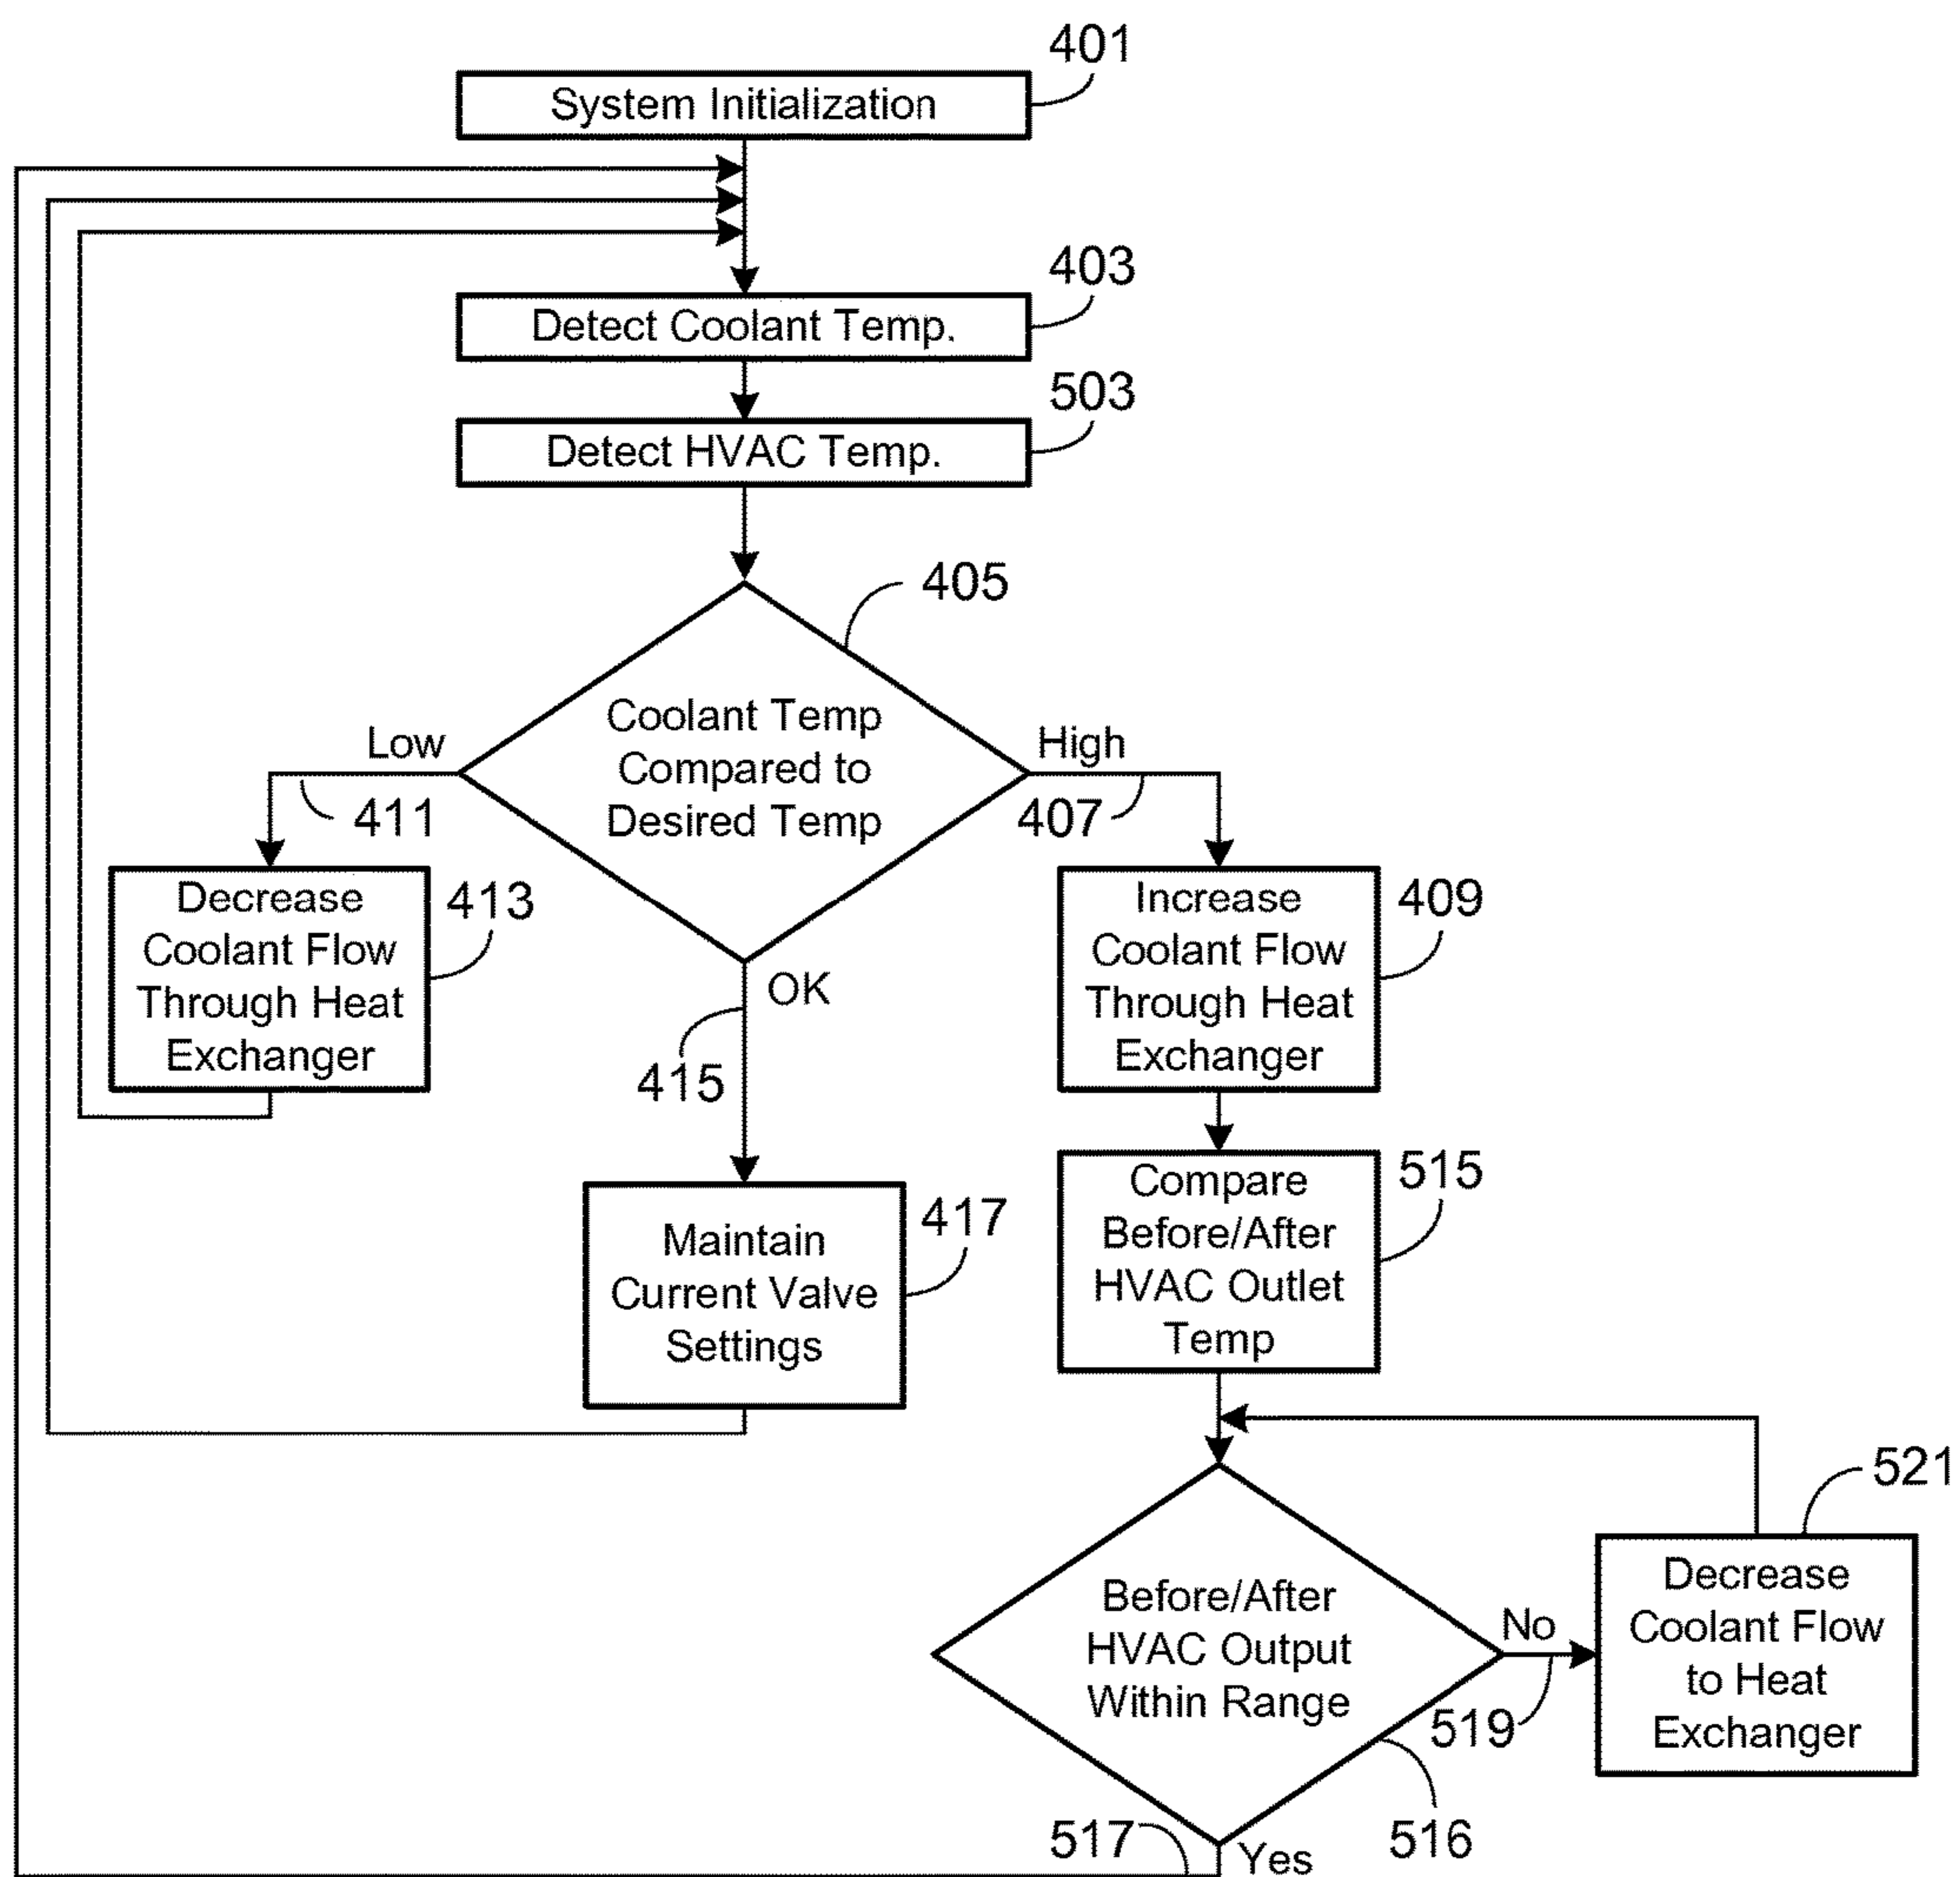 401
System Initialization
403
Detect Coolant Temp.
503
Detect HVAC Temp.
405
Coolant Temp
Compared to
Desired Temp
Low
High
411
407
Decrease
Coolant Flow
Through Heat
Exchanger
413
OK
415
Increase
Coolant Flow
Through Heat
Exchanger
409
Maintain
Current Valve
Settings
417
Compare
Before/After
HVAC Outlet
Temp
515
Before/After
HVAC Output
Within Range
No
519
521
Decrease
Coolant Flow
to Heat
Exchanger
516
517
Yes